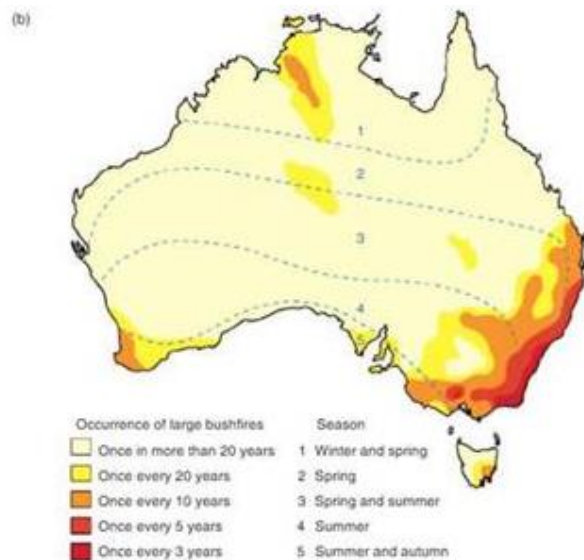 (b)
1
2
3
4
5
Occurrence of large bushfires
Once in more than 20 years
Once every 20 years
Once every 10 years
Once every 5 years
Once every 3 years
Season
1 Winter and spring
2 Spring
3 Spring and summer
4 Summer
5 Summer and autumn